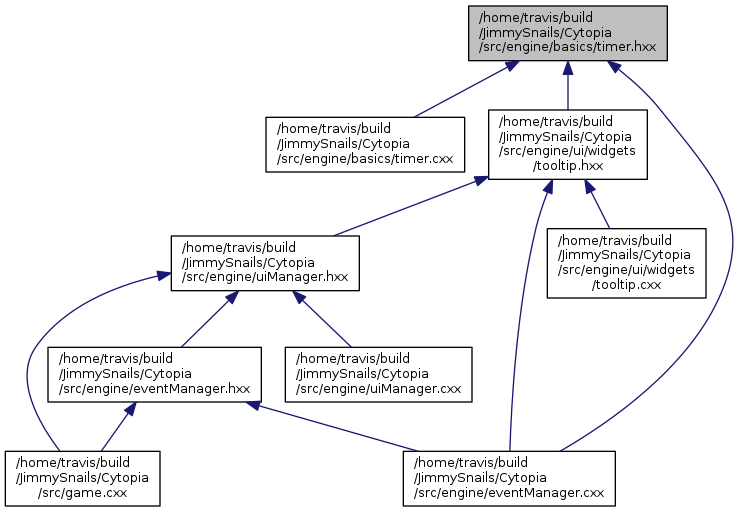 /home/travis/build
/JimmySnails/Cytopia
/src/engine/basics/timer.hxx
/home/travis/build
/JimmySnails/Cytopia
/src/engine/basics/timer.cxx
/home/travis/build
/JimmySnails/Cytopia
/src/engine/ui/widgets
/tooltip.hxx
/home/travis/build
/JimmySnails/Cytopia
/src/engine/uiManager.hxx
/home/travis/build
/JimmySnails/Cytopia
/src/engine/ui/widgets
/tooltip.cxx
/home/travis/build
/JimmySnails/Cytopia
/src/engine/eventManager.hxx
/home/travis/build
/JimmySnails/Cytopia
/src/engine/uiManager.cxx
/home/travis/build
/JimmySnails/Cytopia
/src/game.cxx
/home/travis/build
/JimmySnails/Cytopia
/src/engine/eventManager.cxx